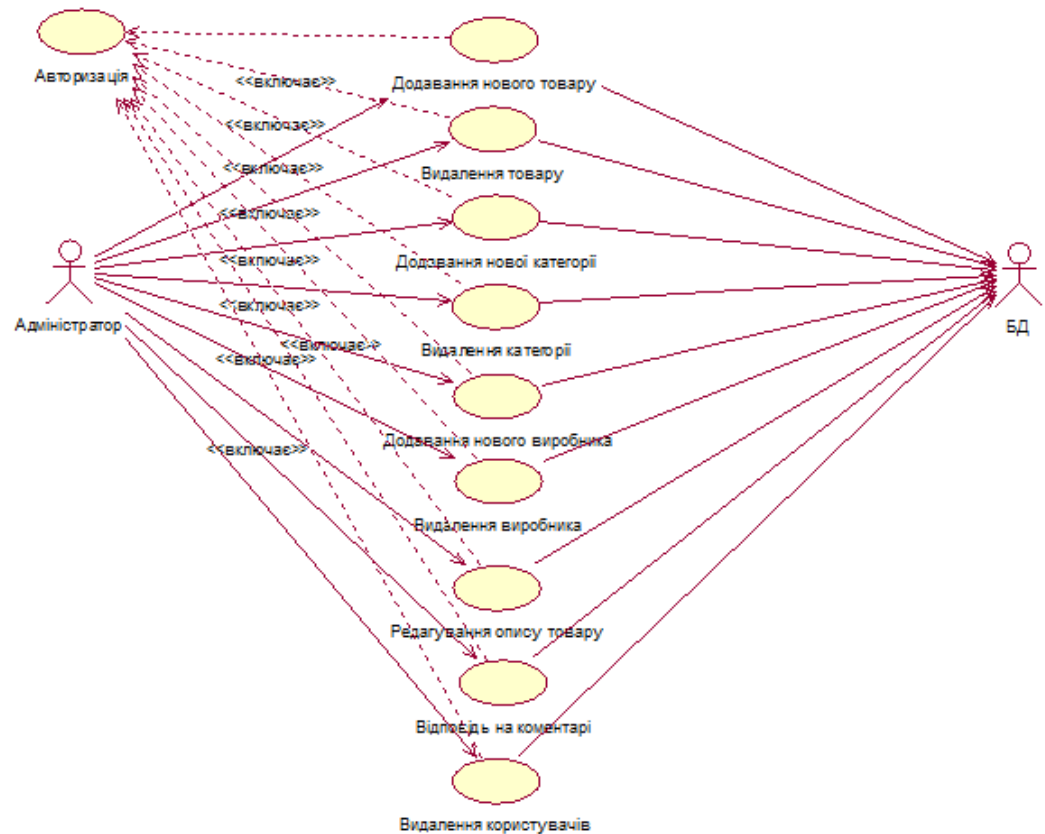 Авторизація
Додавання нового товару
<<включає>>
<<включає>>
Видалення товару
<<включає>>
<<включає>>
Додавання нової категорії
<<включає>>
<<включає>>
Адміністратор
БД
Видалення категорії
<<включає>>
<<включає>>
Додавання нового виробника
<<включає>>
Видалення виробника
Редагування опису товару
Відповідь на коментарі
Видалення користувачів